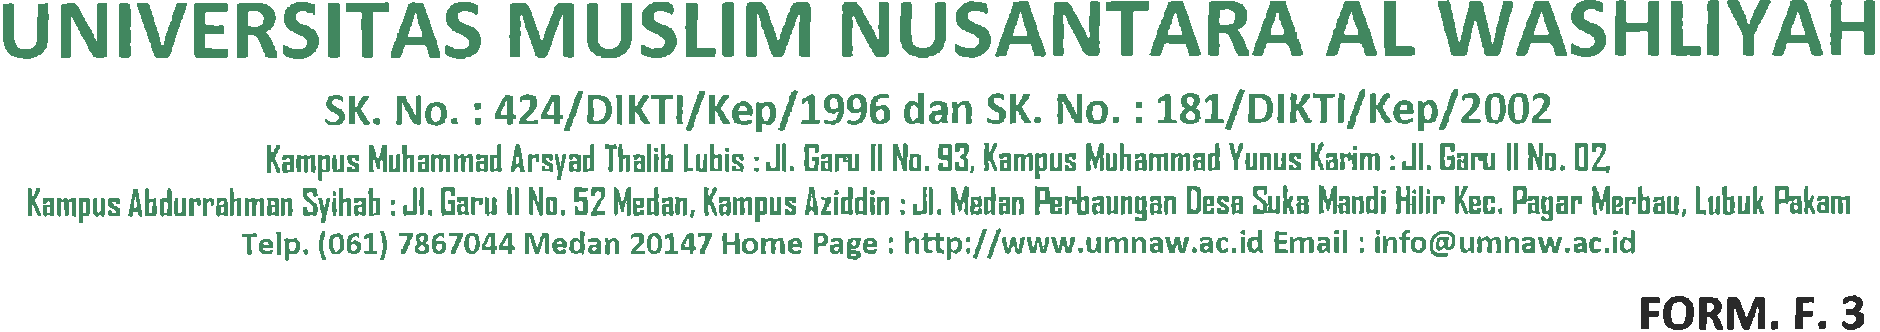 UNIVERSITAS MUSLIM NUSANTARA AL WASHLIYAH
SK. No. : 424/DIKTI/Kep/1996 dan SK. No. : 181/DIKTI/Kep/2002
Kampus Muhammad Arsyad Thalib Lubis : Jl. Garu II No. 93, Kampus Muhammad Yunus Karim : Jl. Garu II No. 02,
Kampus Abdurrahman Syihab : Jl. Garu II No. 52 Medan, Kampus Aziddin : Jl. Medan Perbaungan Desa Suka Mandi Hilir Kec. Pagar Merbau, Lubuk Pakam
Telp. (061) 7867044 Medan 20147 Home Page : http://www.umnaw.ac.id Email : info@umnaw.ac.id
FORM. F. 3